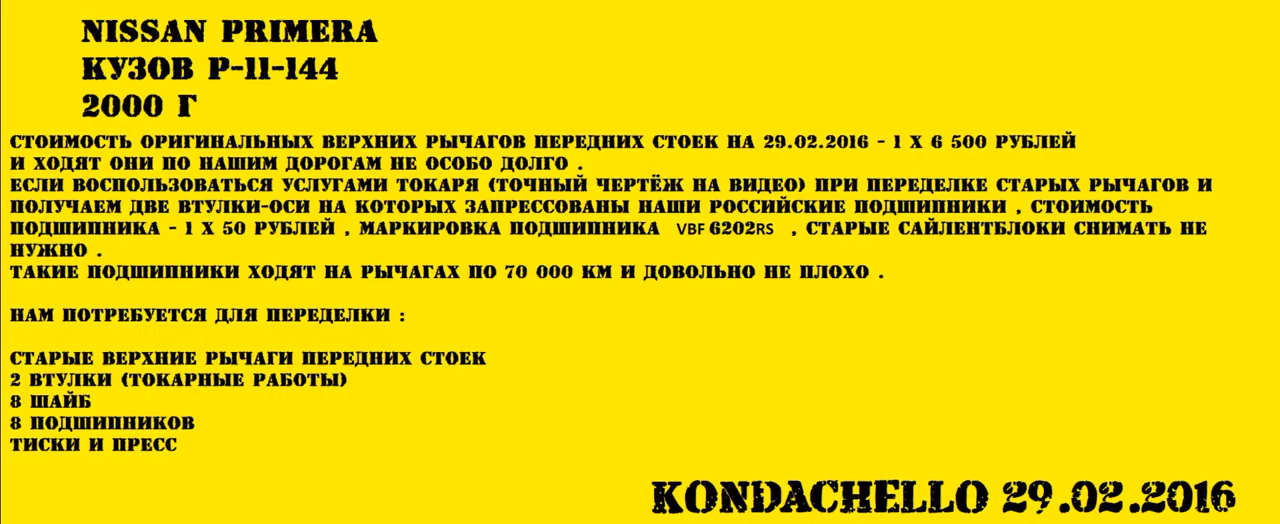 NISSAN PRIMERA
КУЗОВ P-11-144
2000 Г
СТОИМОСТЬ ОРИГИНАЛЬНЫХ ВЕРХНИХ РЫЧАГОВ ПЕРЕДНИХ СТОЕК НА 29.02.2016 - 1 Х 6 500 РУБЛЕЙ
И ХОДЯТ ОНИ ПО НАШИМ ДОРОГАМ НЕ ОСОБО ДОЛГО .
ЕСЛИ ВОСПОЛЬЗОВАТЬСЯ УСЛУГАМИ ТОКАРЯ (ТОЧНЫЙ ЧЕРТЁЖ НА ВИДЕО) ПРИ ПЕРЕДЕЛКЕ СТАРЫХ РЫЧАГОВ И
ПОЛУЧАЕМ ДВЕ ВТУЛКИ-ОСИ НА КОТОРЫХ ЗАПРЕССОВАНЫ НАШИ РОССИЙСКИЕ ПОДШИПНИКИ , СТОИМОСТЬ
ПОДШИПНИКА - 1 Х 50 РУБЛЕЙ , МАРКИРОВКА ПОДШИПНИКА VBF 6202RS , СТАРЫЕ САЙЛЕНТБЛОКИ СНИМАТЬ НЕ
НУЖНО .
ТАКИЕ ПОДШИПНИКИ ХОДЯТ НА РЫЧАГАХ ПО 70 000 КМ И ДОВОЛЬНО НЕ ПЛОХО .
НАМ ПОТРЕБУЕТСЯ ДЛЯ ПЕРЕДЕЛКИ :
СТАРЫЕ ВЕРХНИЕ РЫЧАГИ ПЕРЕДНИХ СТОЕК
2 ВТУЛКИ (ТОКАРНЫЕ РАБОТЫ)
8 ШАЙБ
8 ПОДШИПНИКОВ
ТИСКИ И ПРЕСС
KONDACHELLO 29.02.2016